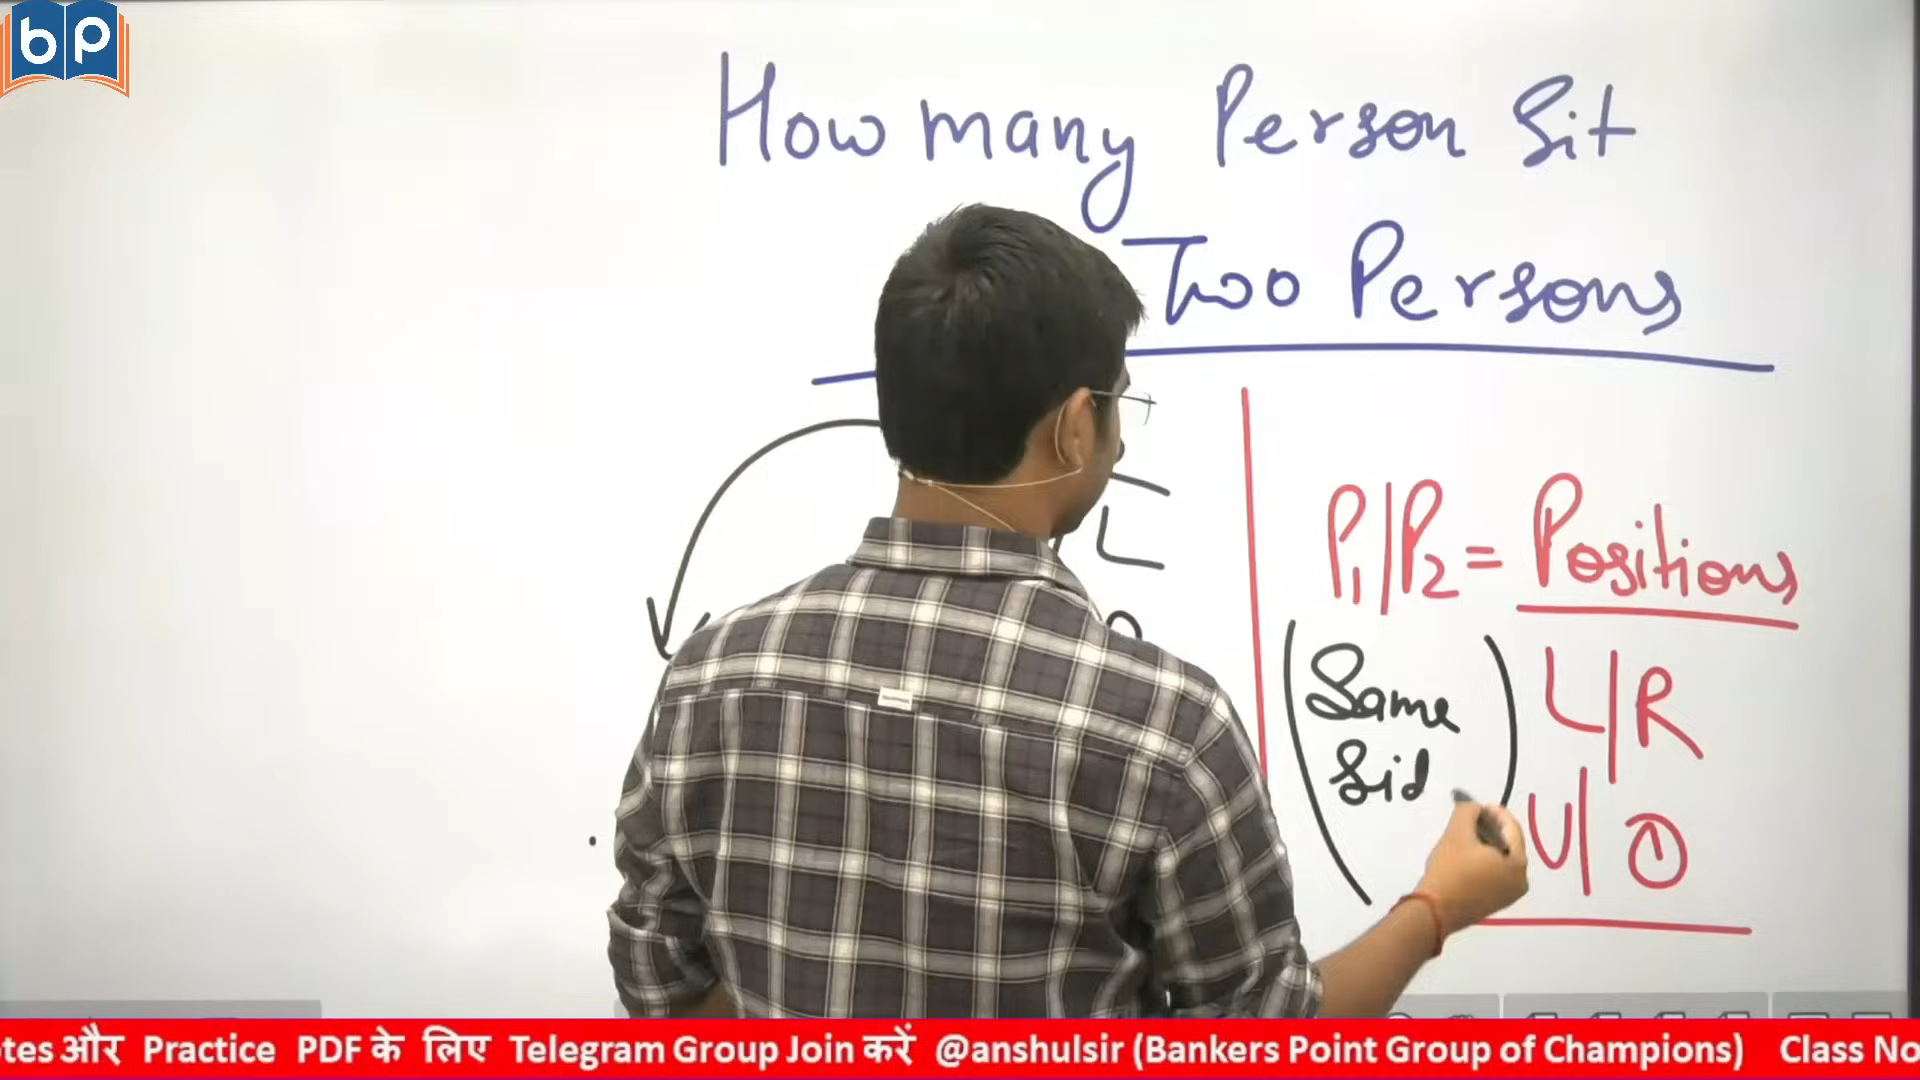 bp
How many Person Sit
Two Persons
L
P1/P2 = Positions
(Same
Sid
)
L/R
U/
otes और Practice PDF के लिए Telegram Group Join करें @anshulsir (Bankers Point Group of Champions) Class No